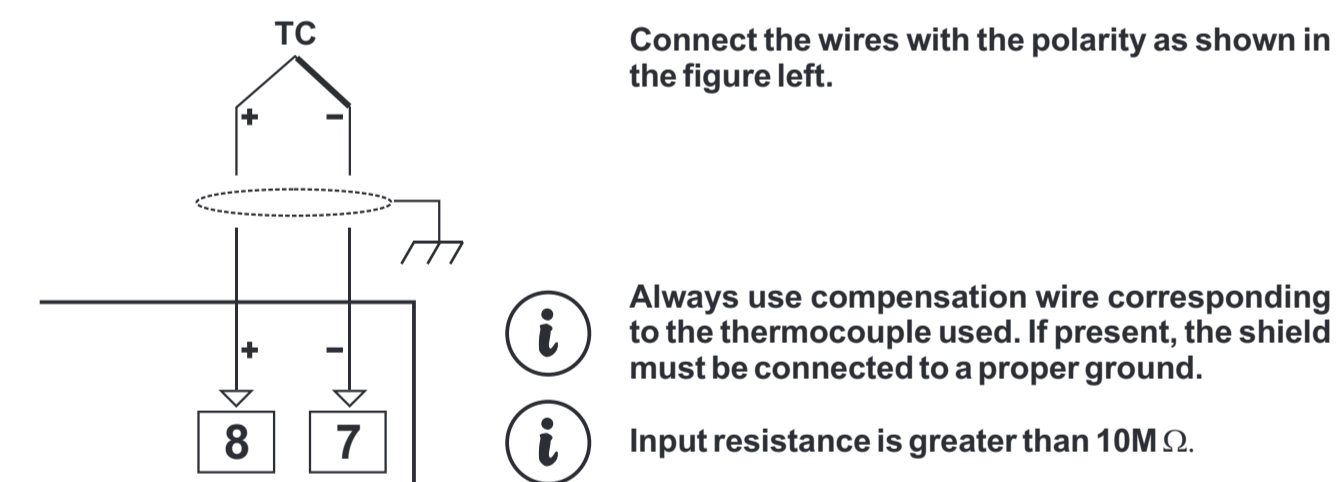 TC
+ −
+ −
8 7
Connect the wires with the polarity as shown in
the figure left.
i
Always use compensation wire corresponding
to the thermocouple used. If present, the shield
must be connected to a proper ground.
i
Input resistance is greater than 10M Ω.